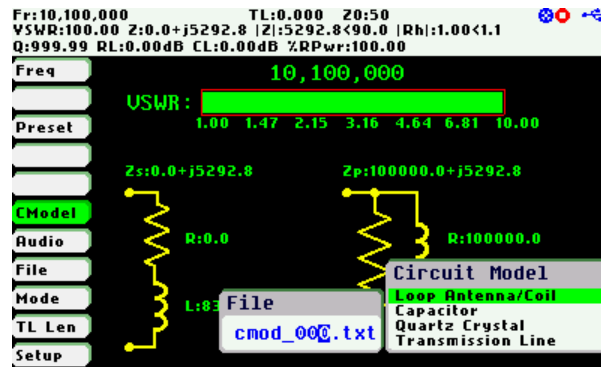 Fr:10,100,000 TL:0.000 Z0:50
VSWR:100.00 Z:0.0+j5292.8 |Z|:5292.8<90.0 |Rh|:1.00<1.1
Q:999.99 RL:0.00dB CL:0.00dB %RPwr:100.00
Freq
10,100,000
VSWR:
Preset
1.00 1.47 2.15 3.16 4.64 6.81 10.00
Zs:0.0+j5292.8 Zp:100000.0+j5292.8
CModel
Audio
R:0.0 R:100000.0
File
Mode
TL Len
Setup
L:83
File
cmod_000.txt
Circuit Model
Loop Antenna/Coil
Capacitor
Quartz Crystal
Transmission Line